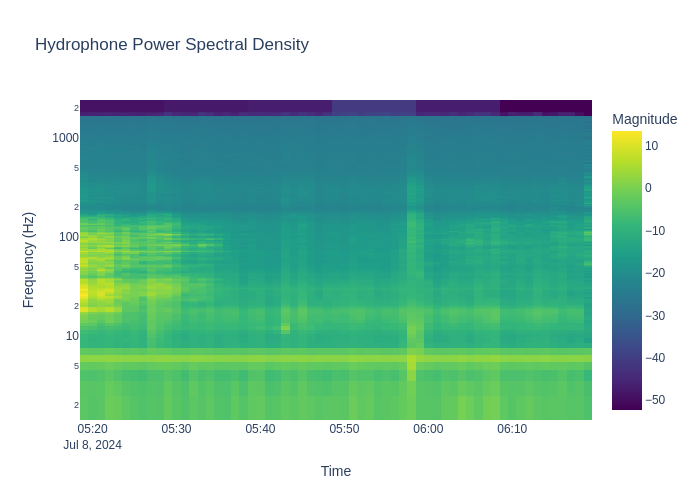 Hydrophone Power Spectral Density
Magnitude
2
1000
5
2
100
5
2
10
5
2
Frequency (Hz)
10
0
−10
−20
−30
−40
−50
05:20 05:30 05:40 05:50 06:00 06:10
Jul 8, 2024
Time